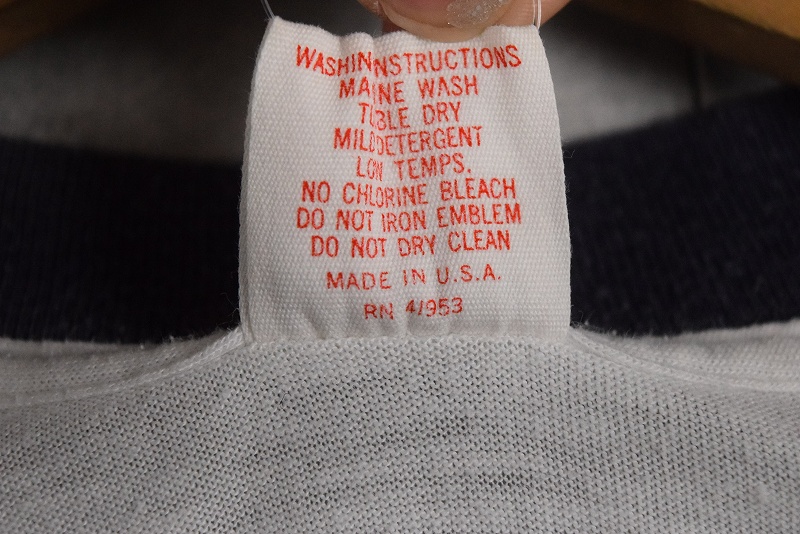 WASHINNSTRUCTIONS
MAINE WASH
TUBLE DRY
MILDDETERGENT
LOW TEMPS.
NO CHLORINE BLEACH
DO NOT IRON EMBLEM
DO NOT DRY CLEAN
MADE IN U.S.A.
RN 41953